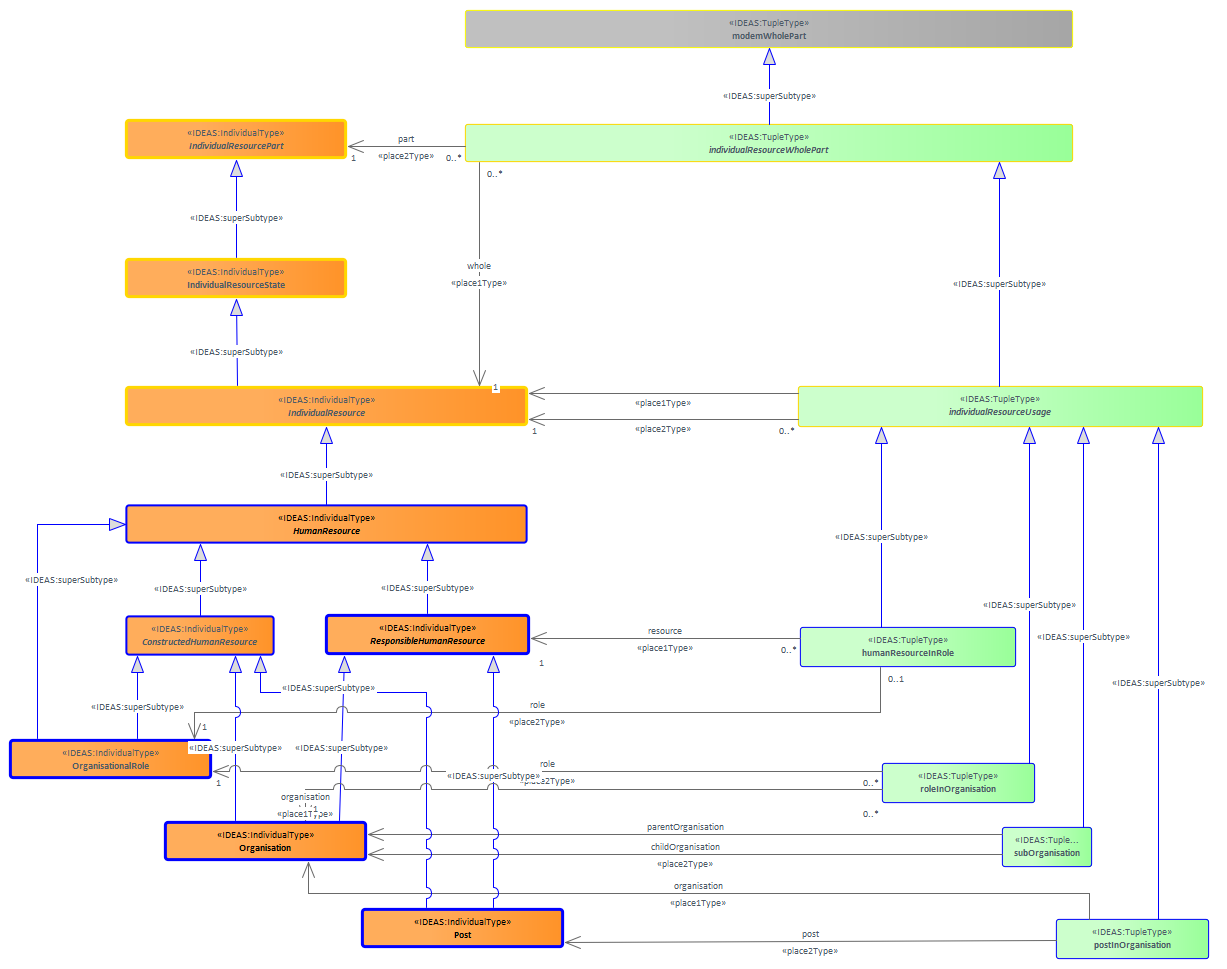 «IDEAS:TupleType»
modemWholePart
«IDEAS:superSubtype»
«IDEAS:IndividualType»
IndividualResourcePart
part
1
«place2Type»
0..*
«IDEAS:TupleType»
individualResourceWholePart
0..*
«IDEAS:superSubtype»
whole
«place1Type»
«IDEAS:IndividualType»
IndividualResourceState
«IDEAS:superSubtype»
«IDEAS:superSubtype»
1
«IDEAS:IndividualType»
IndividualResource
«place1Type»
«place2Type»
1
0..*
«IDEAS:TupleType»
individualResourceUsage
«IDEAS:superSubtype»
«IDEAS:IndividualType»
HumanResource
«IDEAS:superSubtype»
«IDEAS:superSubtype»
«IDEAS:superSubtype»
«IDEAS:superSubtype»
«IDEAS:superSubtype»
«IDEAS:superSubtype»
«IDEAS:superSubtype»
«IDEAS:IndividualType»
ConstructedHumanResource
«IDEAS:IndividualType»
ResponsibleHumanResource
resource
«place1Type»
1
0..*
«IDEAS:TupleType»
humanResourceInRole
0..1
«IDEAS:superSubtype»
«IDEAS:superSubtype»
role
«place2Type»
1
«IDEAS:IndividualType»
OrganisationalRole
«IDEAS:superSubtype»
«IDEAS:superSubtype»
«IDEAS:superSubtype»
role
1
0..*
«IDEAS:TupleType»
roleInOrganisation
organisation
1
0..*
«IDEAS:IndividualType»
Organisation
parentOrganisation
childOrganisation
«place2Type»
«IDEAS:Tuple...
subOrganisation
organisation
«place1Type»
«IDEAS:IndividualType»
Post
post
«place2Type»
«IDEAS:TupleType»
postInOrganisation